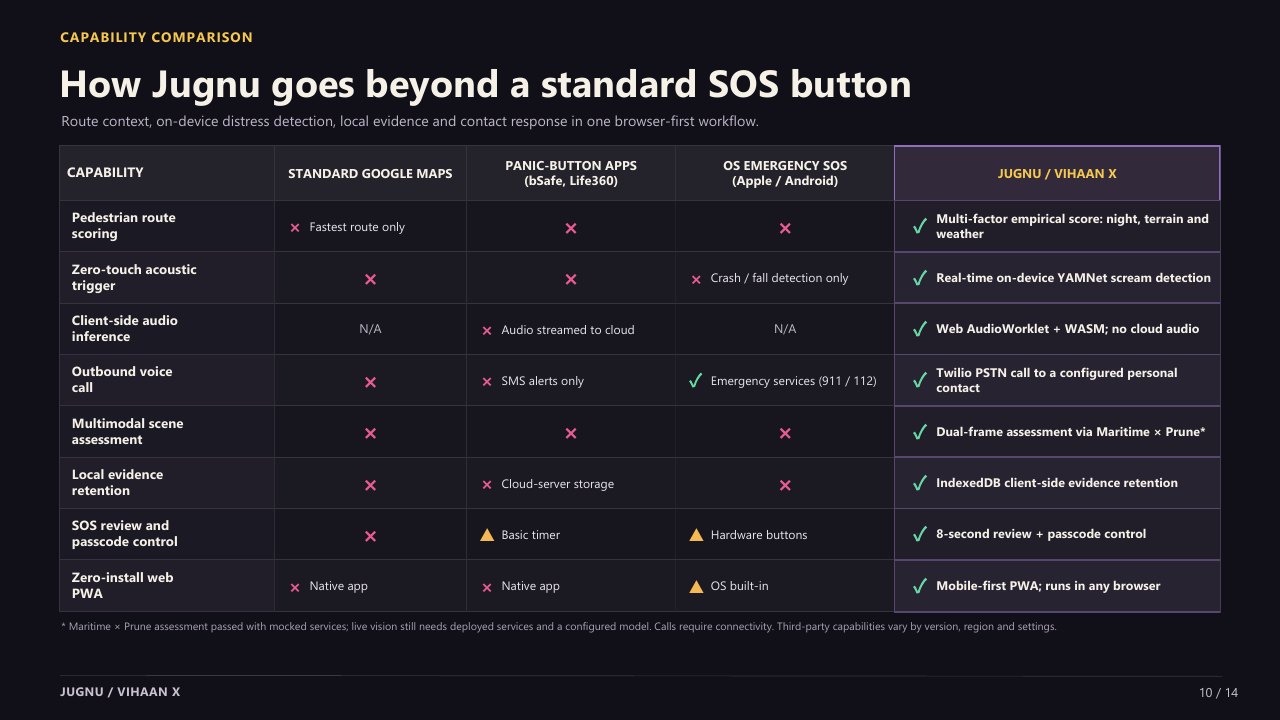 CAPABILITY COMPARISON
How Jugnu goes beyond a standard SOS button
Route context, on-device distress detection, local evidence and contact response in one browser-first workflow.
CAPABILITY
STANDARD GOOGLE MAPS
PANIC-BUTTON APPS
(bSafe, Life360)
OS EMERGENCY SOS
(Apple / Android)
JUGNU / VIHAAN X
Pedestrian route
scoring
× Fastest route only
×
×
✓ Multi-factor empirical score: night, terrain and
weather
Zero-touch acoustic
trigger
×
×
× Crash / fall detection only
✓ Real-time on-device YAMNet scream detection
Client-side audio
inference
N/A
× Audio streamed to cloud
N/A
✓ Web AudioWorklet + WASM; no cloud audio
Outbound voice
call
×
× SMS alerts only
✓ Emergency services (911 / 112)
✓ Twilio PSTN call to a configured personal
contact
Multimodal scene
assessment
×
×
×
✓ Dual-frame assessment via Maritime × Prune*
Local evidence
retention
×
× Cloud-server storage
×
✓ IndexedDB client-side evidence retention
SOS review and
passcode control
×
▲ Basic timer
▲ Hardware buttons
✓ 8-second review + passcode control
Zero-install web
PWA
× Native app
× Native app
▲ OS built-in
✓ Mobile-first PWA; runs in any browser
* Maritime × Prune assessment passed with mocked services; live vision still needs deployed services and a configured model. Calls require connectivity. Third-party capabilities vary by version, region and settings.
JUGNU / VIHAAN X
10 / 14